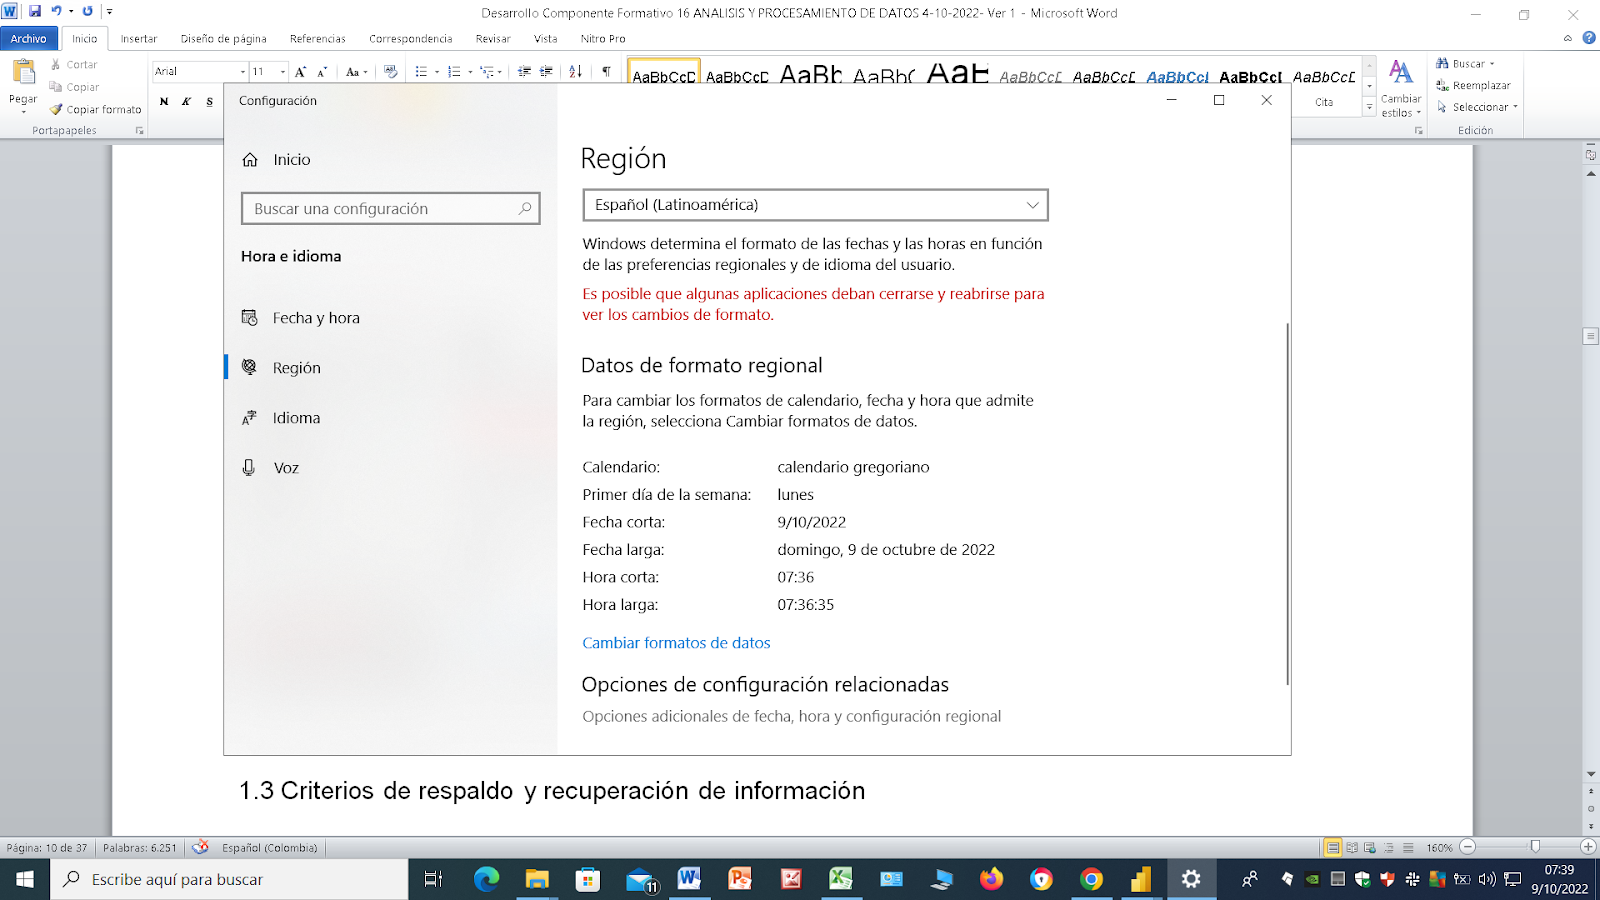 Desarrollo Componente Formativo 16 ANALISIS Y PROCESAMIENTO DE DATOS 4-10-2022- Ver 1 - Microsoft Word
Archivo Inicio Insertar Diseño de página Referencias Correspondencia Revisar Vista Nitro Pro
Pegar
Cortar
Copiar
Copiar formato
Portapapeles
Arial 11
N K S
AaBbCcD AaBbCcD AaBb AaBbC AaB AaBbCcD AaBbCcD AaBbCcD AaBbCcD AaBbCcD
Cita
Cambiar estilos
Buscar
Reemplazar
Seleccionar
Edición
Configuración
Inicio
Buscar una configuración
Hora e idioma
Fecha y hora
Región
Idioma
Voz
Región
Español (Latinoamérica)
Windows determina el formato de las fechas y las horas en función
de las preferencias regionales y de idioma del usuario.
Es posible que algunas aplicaciones deban cerrarse y reabrirse para
ver los cambios de formato.
Datos de formato regional
Para cambiar los formatos de calendario, fecha y hora que admite
la región, selecciona Cambiar formatos de datos.
Calendario: calendario gregoriano
Primer día de la semana: lunes
Fecha corta: 9/10/2022
Fecha larga: domingo, 9 de octubre de 2022
Hora corta: 07:36
Hora larga: 07:36:35
Cambiar formatos de datos
Opciones de configuración relacionadas
Opciones adicionales de fecha, hora y configuración regional
1.3 Criterios de respaldo y recuperación de información
Página: 10 de 37 Palabras: 6.251 Español (Colombia) 160%
Escribe aquí para buscar
11
07:39
9/10/2022